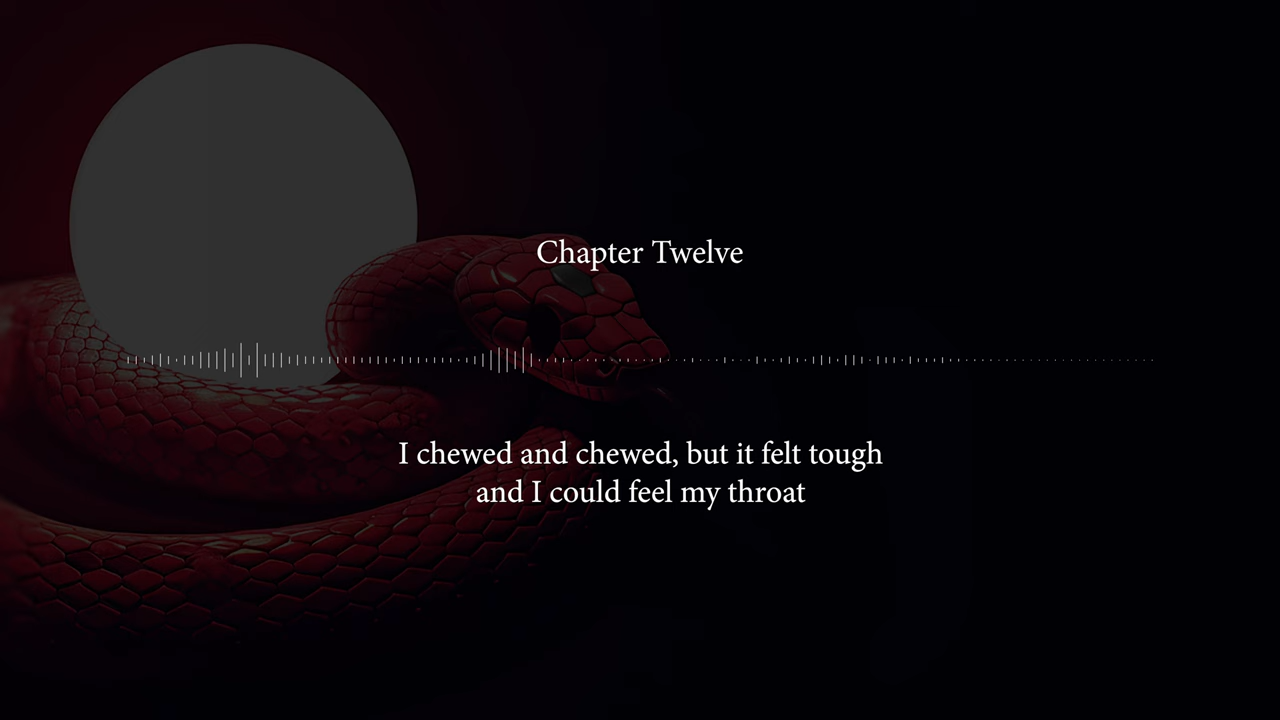 Chapter Twelve
I chewed and chewed, but it felt tough
and I could feel my throat